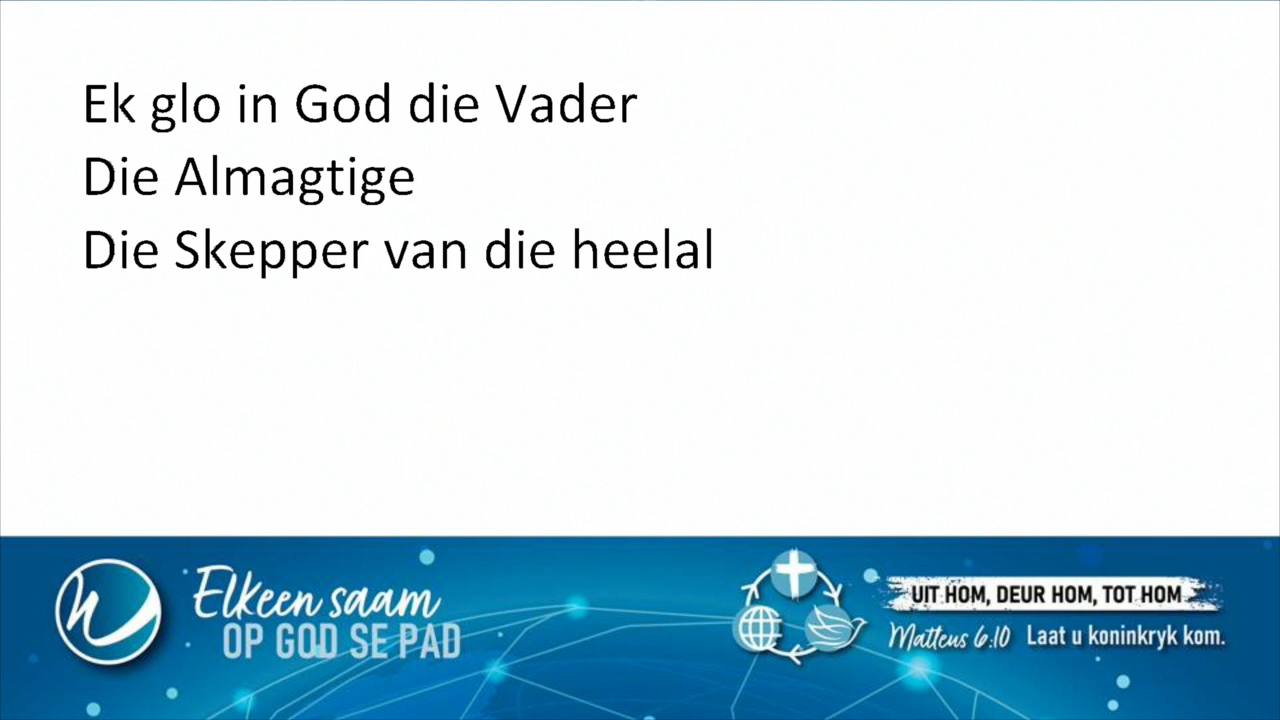 Ek glo in God die Vader
Die Almagtige
Die Skepper van die heelal
Elkeen saam
OP GOD SE PAD
UIT HOM, DEUR HOM, TOT HOM
Matteus 6:10 Laat u koninkryk kom.